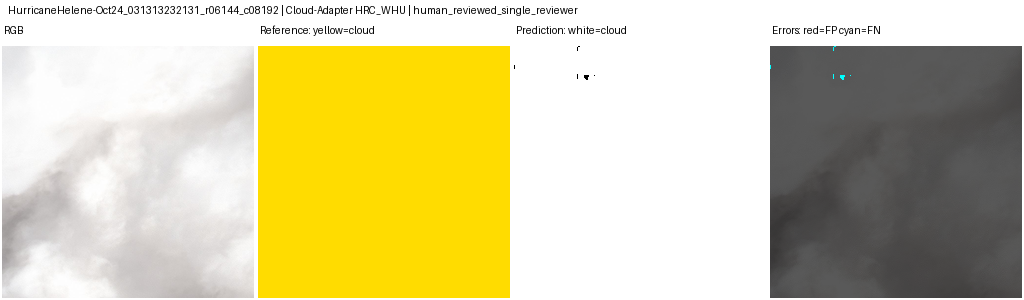 HurricaneHelene-Oct24_031313232131_r06144_c08192 | Cloud-Adapter HRC_WHU | human_reviewed_single_reviewer
RGB
Reference: yellow=cloud
Prediction: white=cloud
Errors: red=FP cyan=FN